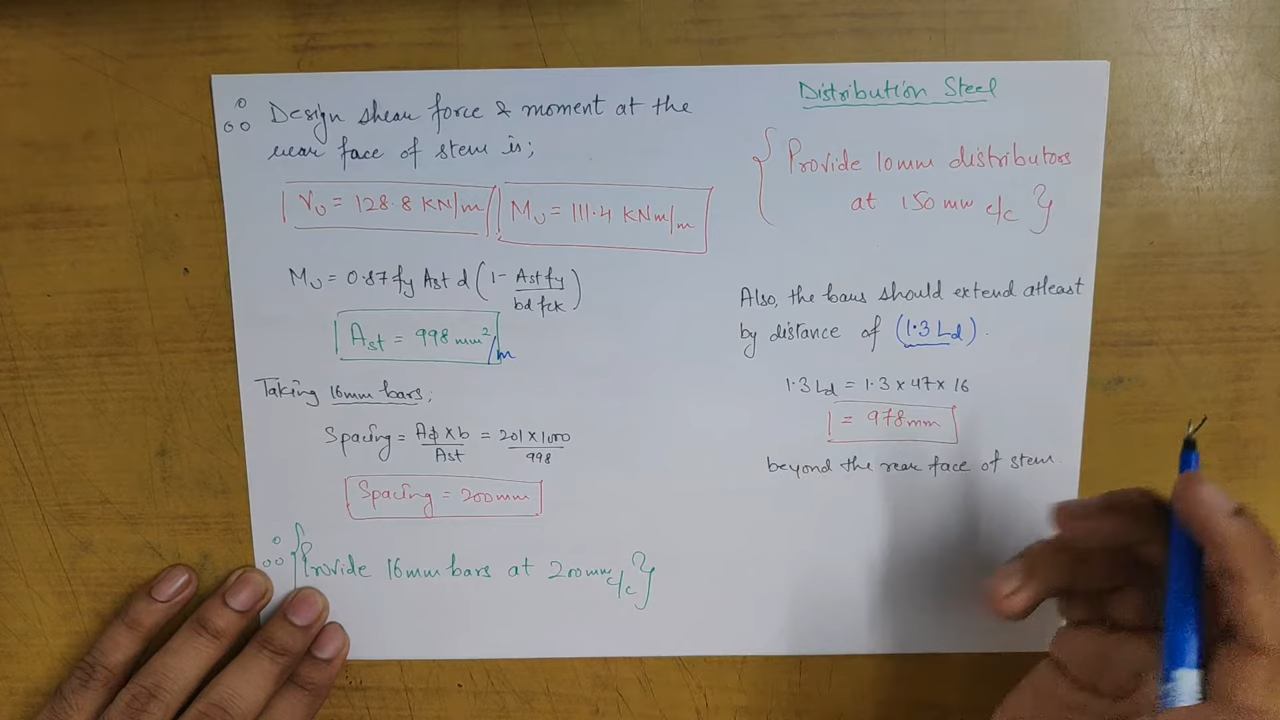 ∴ Design shear force & moment at the
rear face of stem is;
Vu = 128.8 KN/m Mu = 111.4 KNm/m
Mu = 0.87 fy Ast d (1 - Ast fy / bd fck)
Ast = 998 mm²/m
Taking 16mm bars;
Spacing = Aϕ x b / Ast = 201 x 1000 / 998
Spacing = 200mm
∴ {Provide 16mm bars at 200mm c/c}
Distribution Steel
{Provide 10mm distributors
at 150 mm c/c}
Also, the bars should extend atleast
by distance of (1.3 Ld).
1.3 Ld = 1.3 x 47 x 16
= 978mm
beyond the rear face of stem.